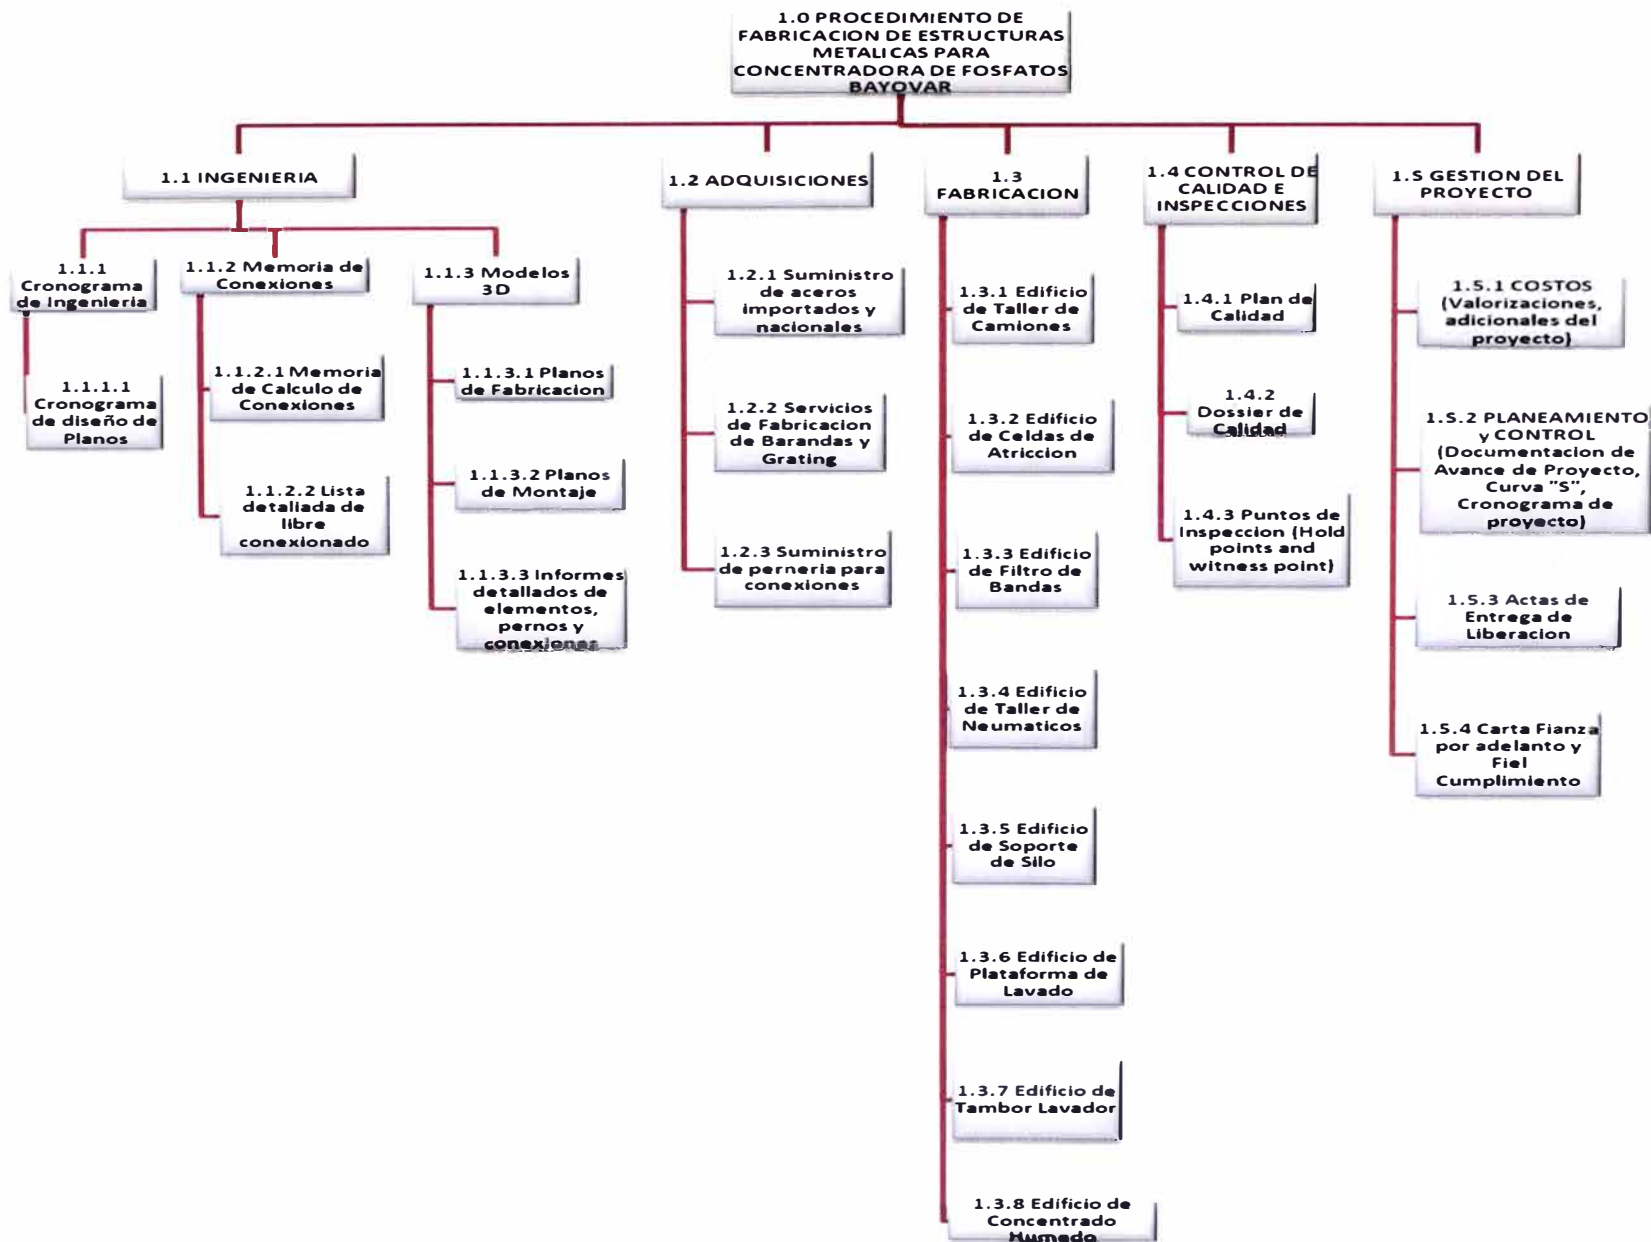 1.0 PROCEDIMIENTO DE
FABRICACION DE ESTRUCTURAS
METALICAS PARA
CONCENTRADORA DE FOSFATOS
BAYOVAR
1.1 INGENIERIA
1.2 ADQUISICIONES
1.3
FABRICACION
1.4 CONTROL DE
CALIDAD E
INSPECCIONES
1.5 GESTION DEL
PROYECTO
1.1.1
Cronograma
de Ingenieria
1.1.1.1
Cronograma
de diseño de
Planos
1.1.2 Memoria de
Conexiones
1.1.2.1 Memoria
de Calculo de
Conexiones
1.1.2.2 Lista
detallada de
libre
conexionado
1.1.3 Modelos
3D
1.1.3.1 Planos
de Fabricacion
1.1.3.2 Planos
de Montaje
1.1.3.3 Informes
detallados de
elementos,
pernos y
conexiones
1.2.1 Suministro
de aceros
importados y
nacionales
1.2.2 Servicios
de Fabricacion
de Barandas y
Grating
1.2.3 Suministro
de perneria para
conexiones
1.3.1 Edificio
de Taller de
Camiones
1.3.2 Edificio
de Celdas de
Atriccion
1.3.3 Edificio
de Filtro de
Bandas
1.3.4 Edificio
de Taller de
Neumaticos
1.3.5 Edificio
de Soporte
de Silo
1.3.6 Edificio de
Plataforma de
Lavado
1.3.7 Edificio de
Tambor Lavador
1.3.8 Edificio de
Concentrado
Humedo
1.4.1 Plan de
Calidad
1.4.2
Dossier de
Calidad
1.4.3 Puntos de
Inspeccion (Hold
points and
witness point)
1.5.1 COSTOS
(Valorizaciones,
adicionales del
proyecto)
1.5.2 PLANEAMIENTO
y CONTROL
(Documentacion de
Avance de Proyecto,
Curva "S",
Cronograma de
proyecto)
1.5.3 Actas de
Entrega de
Liberacion
1.5.4 Carta Fianza
por adelanto y
Fiel
Cumplimiento